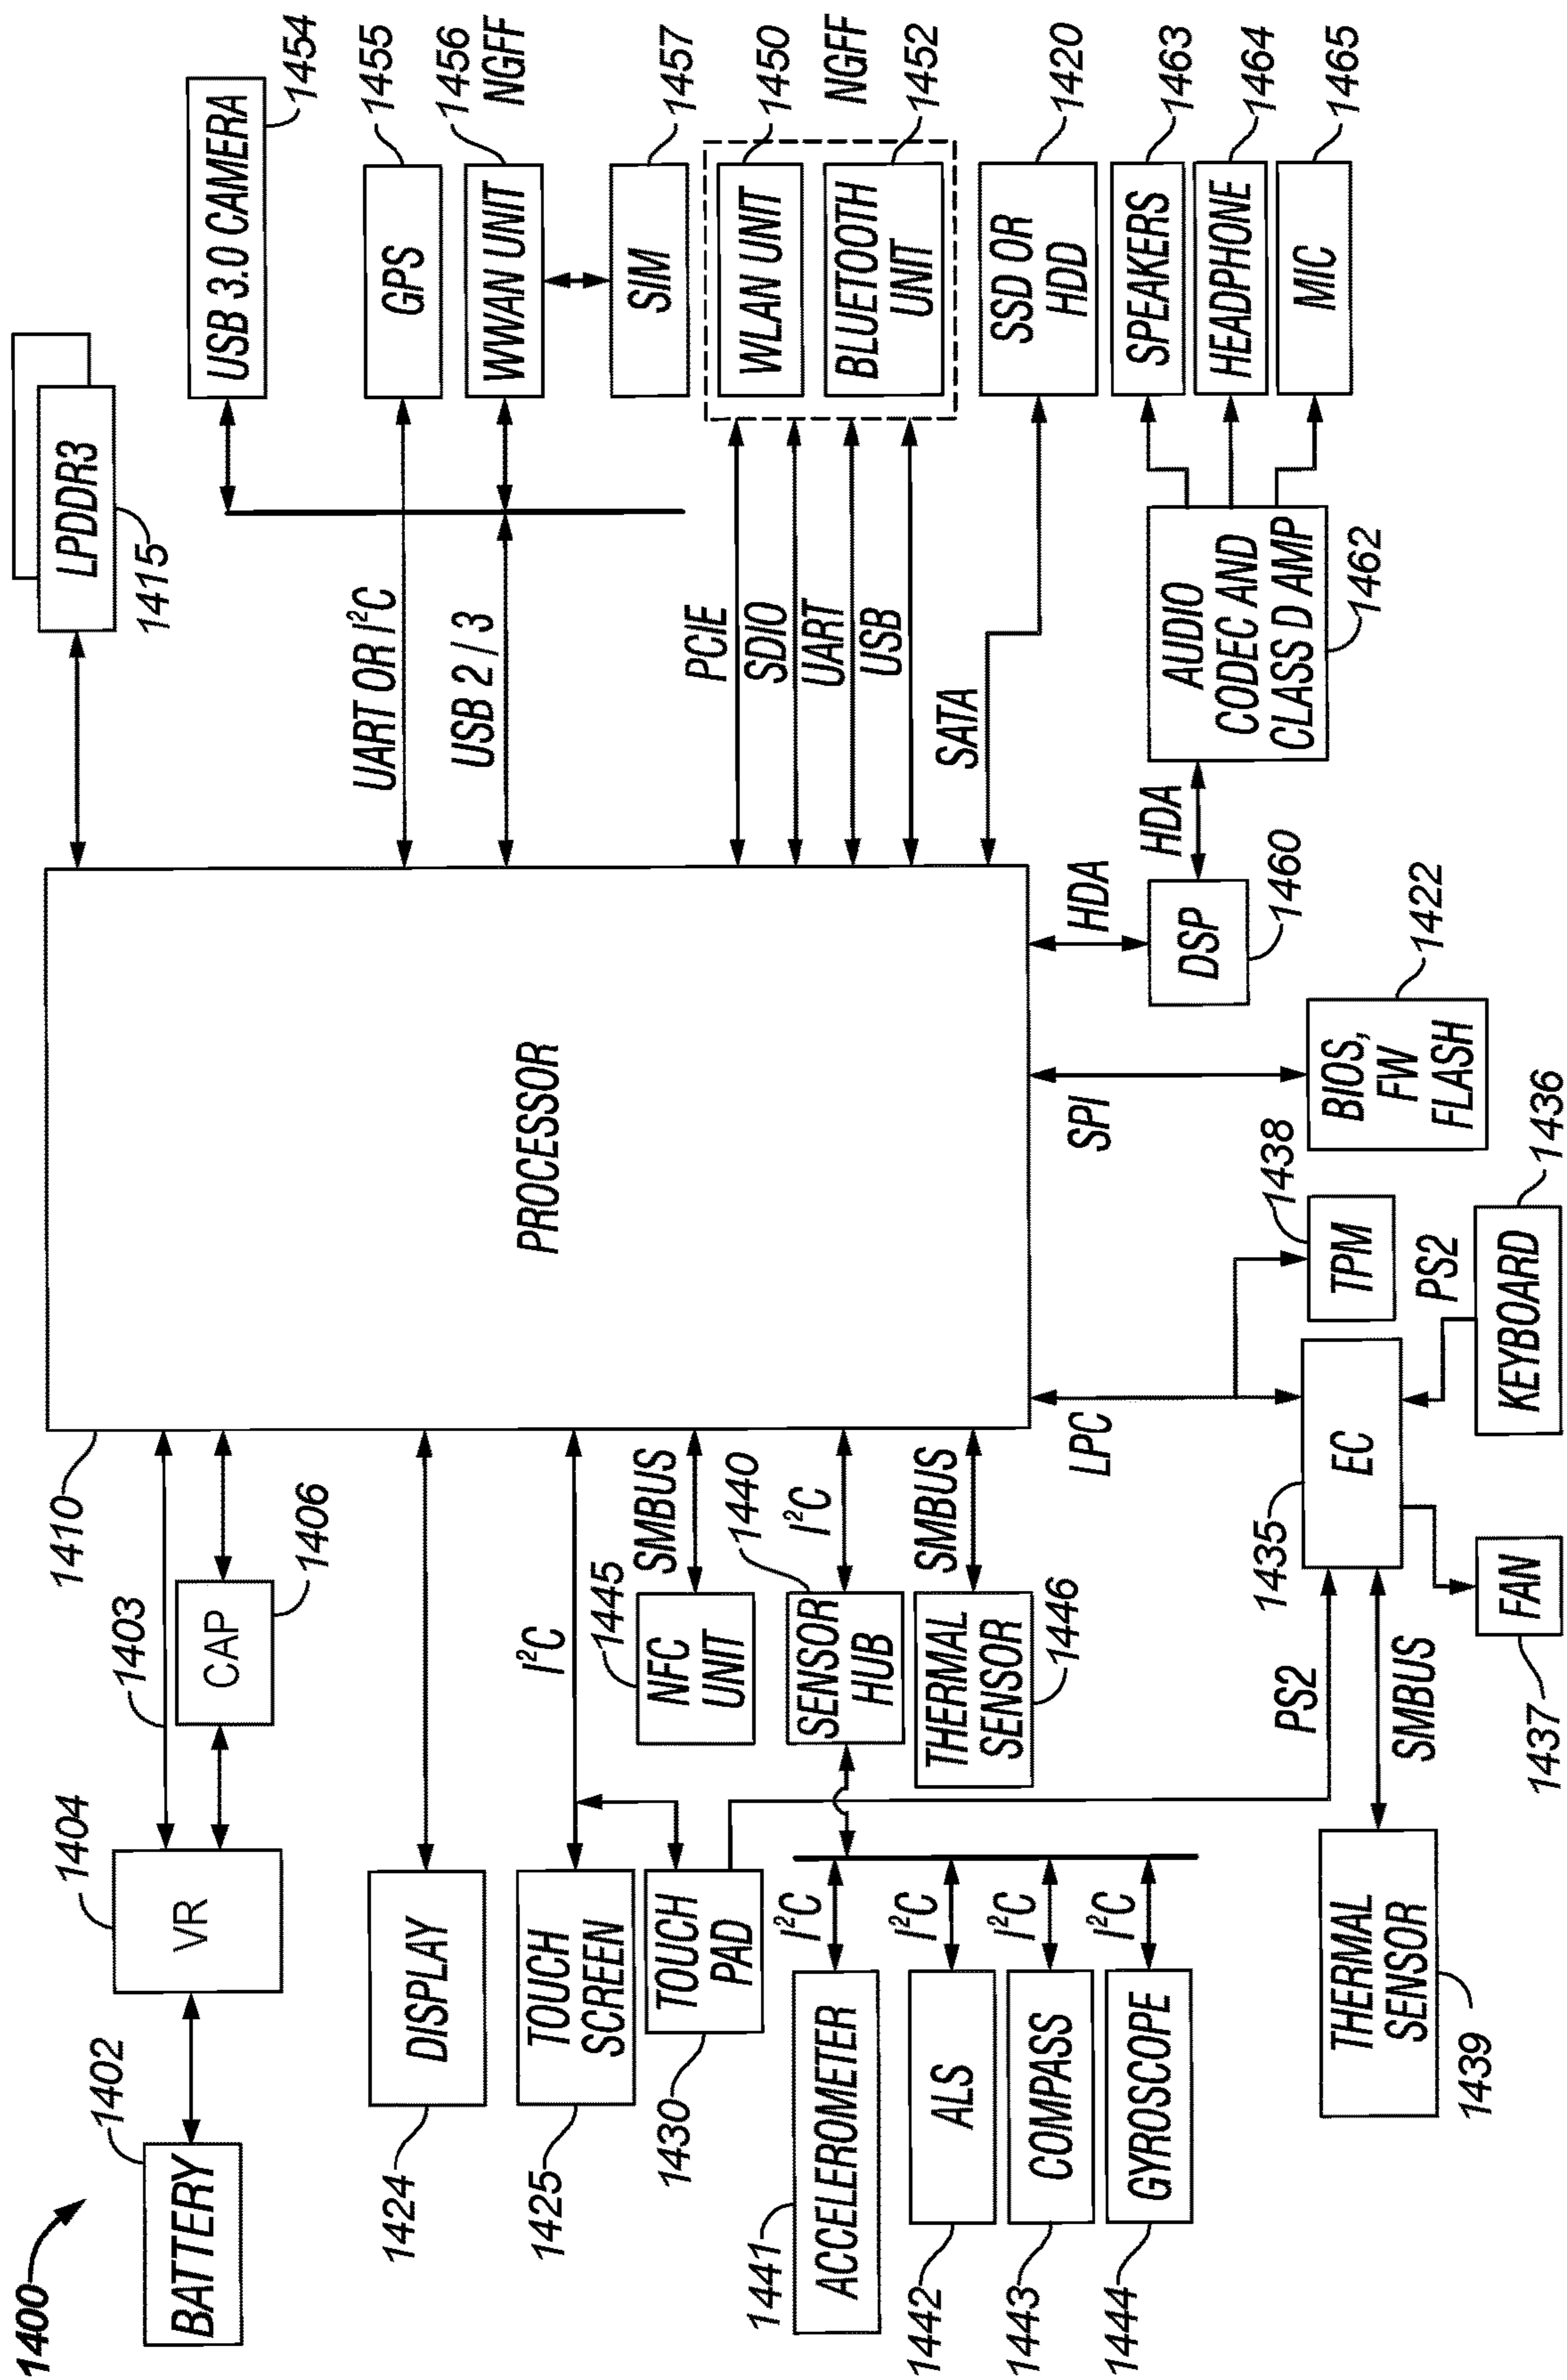 1400
BATTERY
1402
VR
1404
1403
CAP
1406
1410
PROCESSOR
LPDDR3
1415
USB 3.0 CAMERA
1454
UART OR I²C
GPS
1455
USB 2 / 3
WWAN UNIT
1456
NGFF
SIM
1457
PCIE
SDIO
UART
USB
WLAN UNIT
1450
NGFF
BLUETOOTH
UNIT
1452
SATA
SSD OR
HDD
1420
DISPLAY
1424
I²C
TOUCH
SCREEN
1425
TOUCH
PAD
1430
SMBUS
NFC
UNIT
1445
I²C
SENSOR
HUB
1440
SMBUS
THERMAL
SENSOR
1446
I²C
ACCELEROMETER
1441
I²C
ALS
1442
I²C
COMPASS
1443
I²C
GYROSCOPE
1444
LPC
SPI
HDA
DSP
1460
HDA
AUDIO
CODEC AND
CLASS D AMP
1462
SPEAKERS
1463
HEADPHONE
1464
MIC
1465
PS2
EC
1435
TPM
1438
BIOS,
FW
FLASH
1422
SMBUS
THERMAL
SENSOR
1439
FAN
1437
PS2
KEYBOARD
1436